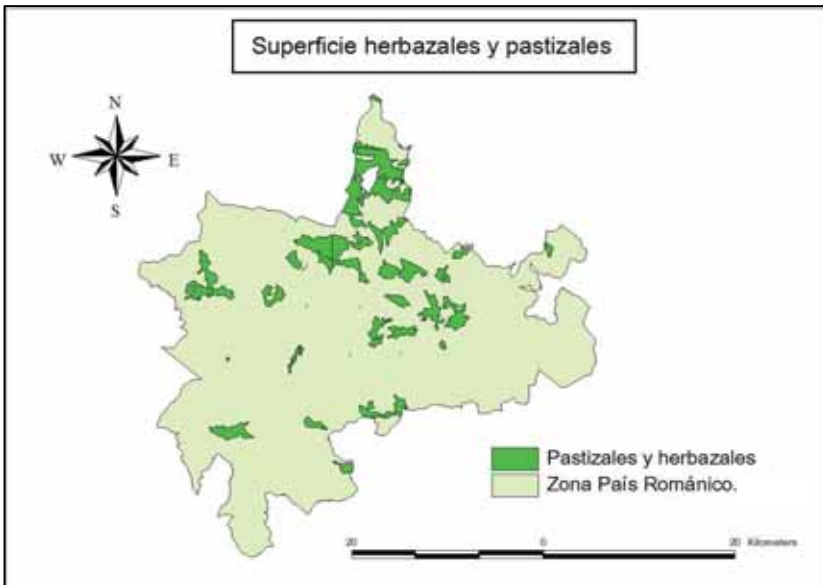 Superficie herbazales y pastizales
N
W E
S
Pastizales y herbazales
Zona País Románico.
20 0 20 Kilometers